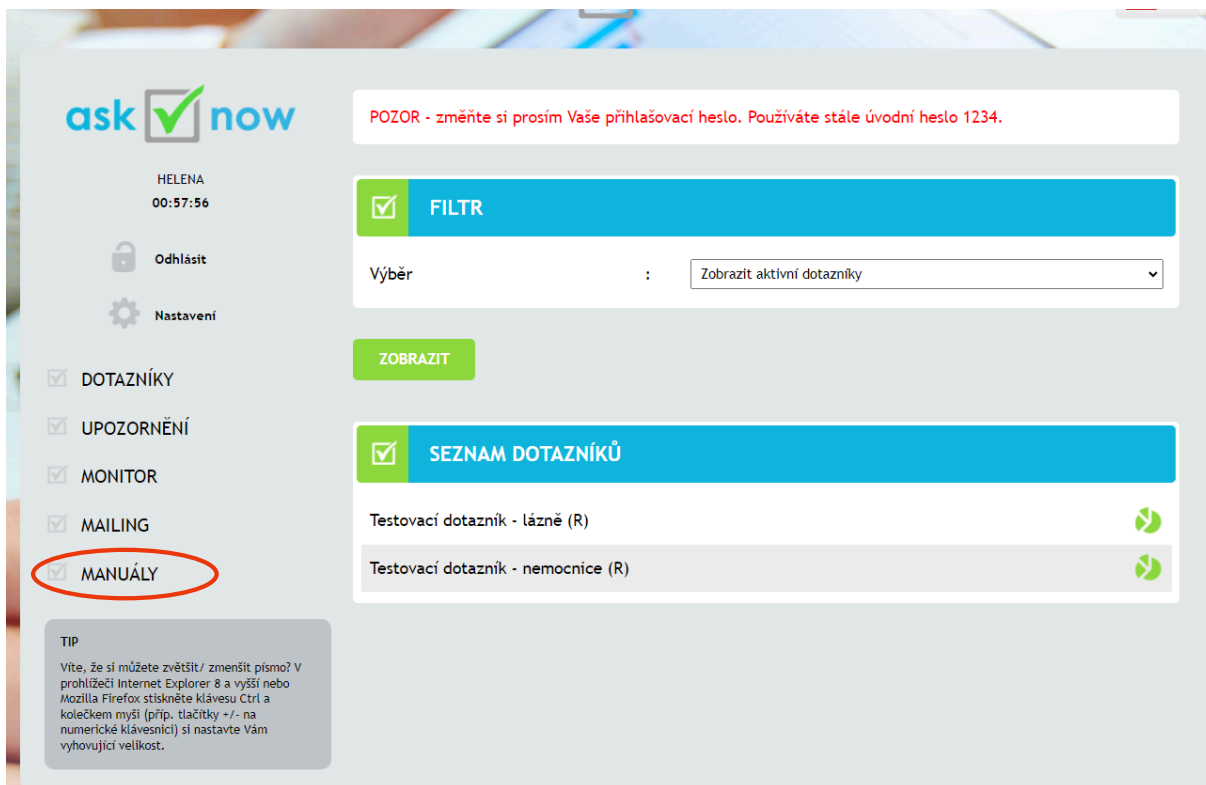 ask now
HELENA
00:57:56
Odhlásit
Nastavení
DOTAZNÍKY
UPOZORNĚNÍ
MONITOR
MAILING
MANUÁLY
TIP
Víte, že si můžete zvětšit/ zmenšit písmo? V
prohlížeči Internet Explorer 8 a vyšší nebo
Mozilla Firefox stiskněte klávesu Ctrl a
kolečkem myši (příp. tlačítky +/- na
numerické klávesnici) si nastavte Vám
vyhovující velikost.
POZOR - změňte si prosím Vaše přihlašovací heslo. Používáte stále úvodní heslo 1234.
FILTR
Výběr : Zobrazit aktivní dotazníky
ZOBRAZIT
SEZNAM DOTAZNÍKŮ
Testovací dotazník - lázně (R)
Testovací dotazník - nemocnice (R)